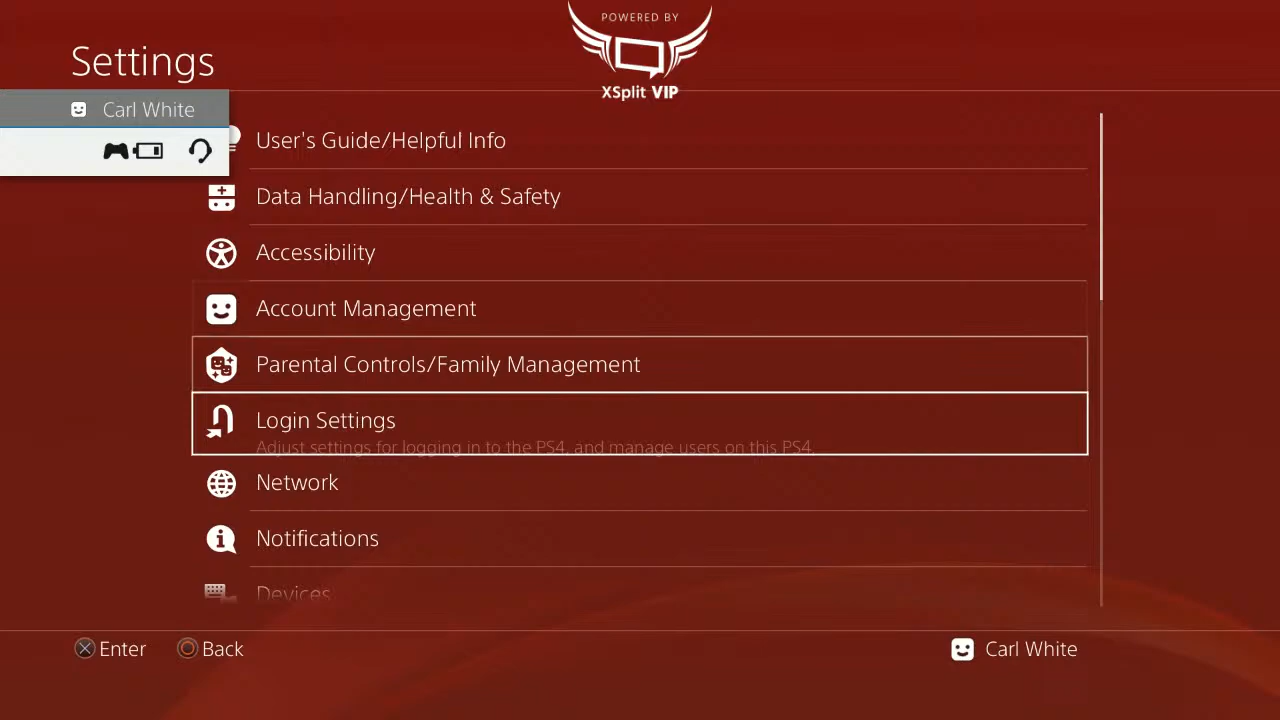 POWERED BY
XSplit VIP
Settings
Carl White
User's Guide/Helpful Info
Data Handling/Health & Safety
Accessibility
Account Management
Parental Controls/Family Management
Login Settings
Adjust settings for logging in to the PS4, and manage users on this PS4.
Network
Notifications
Devices
Enter
Back
Carl White